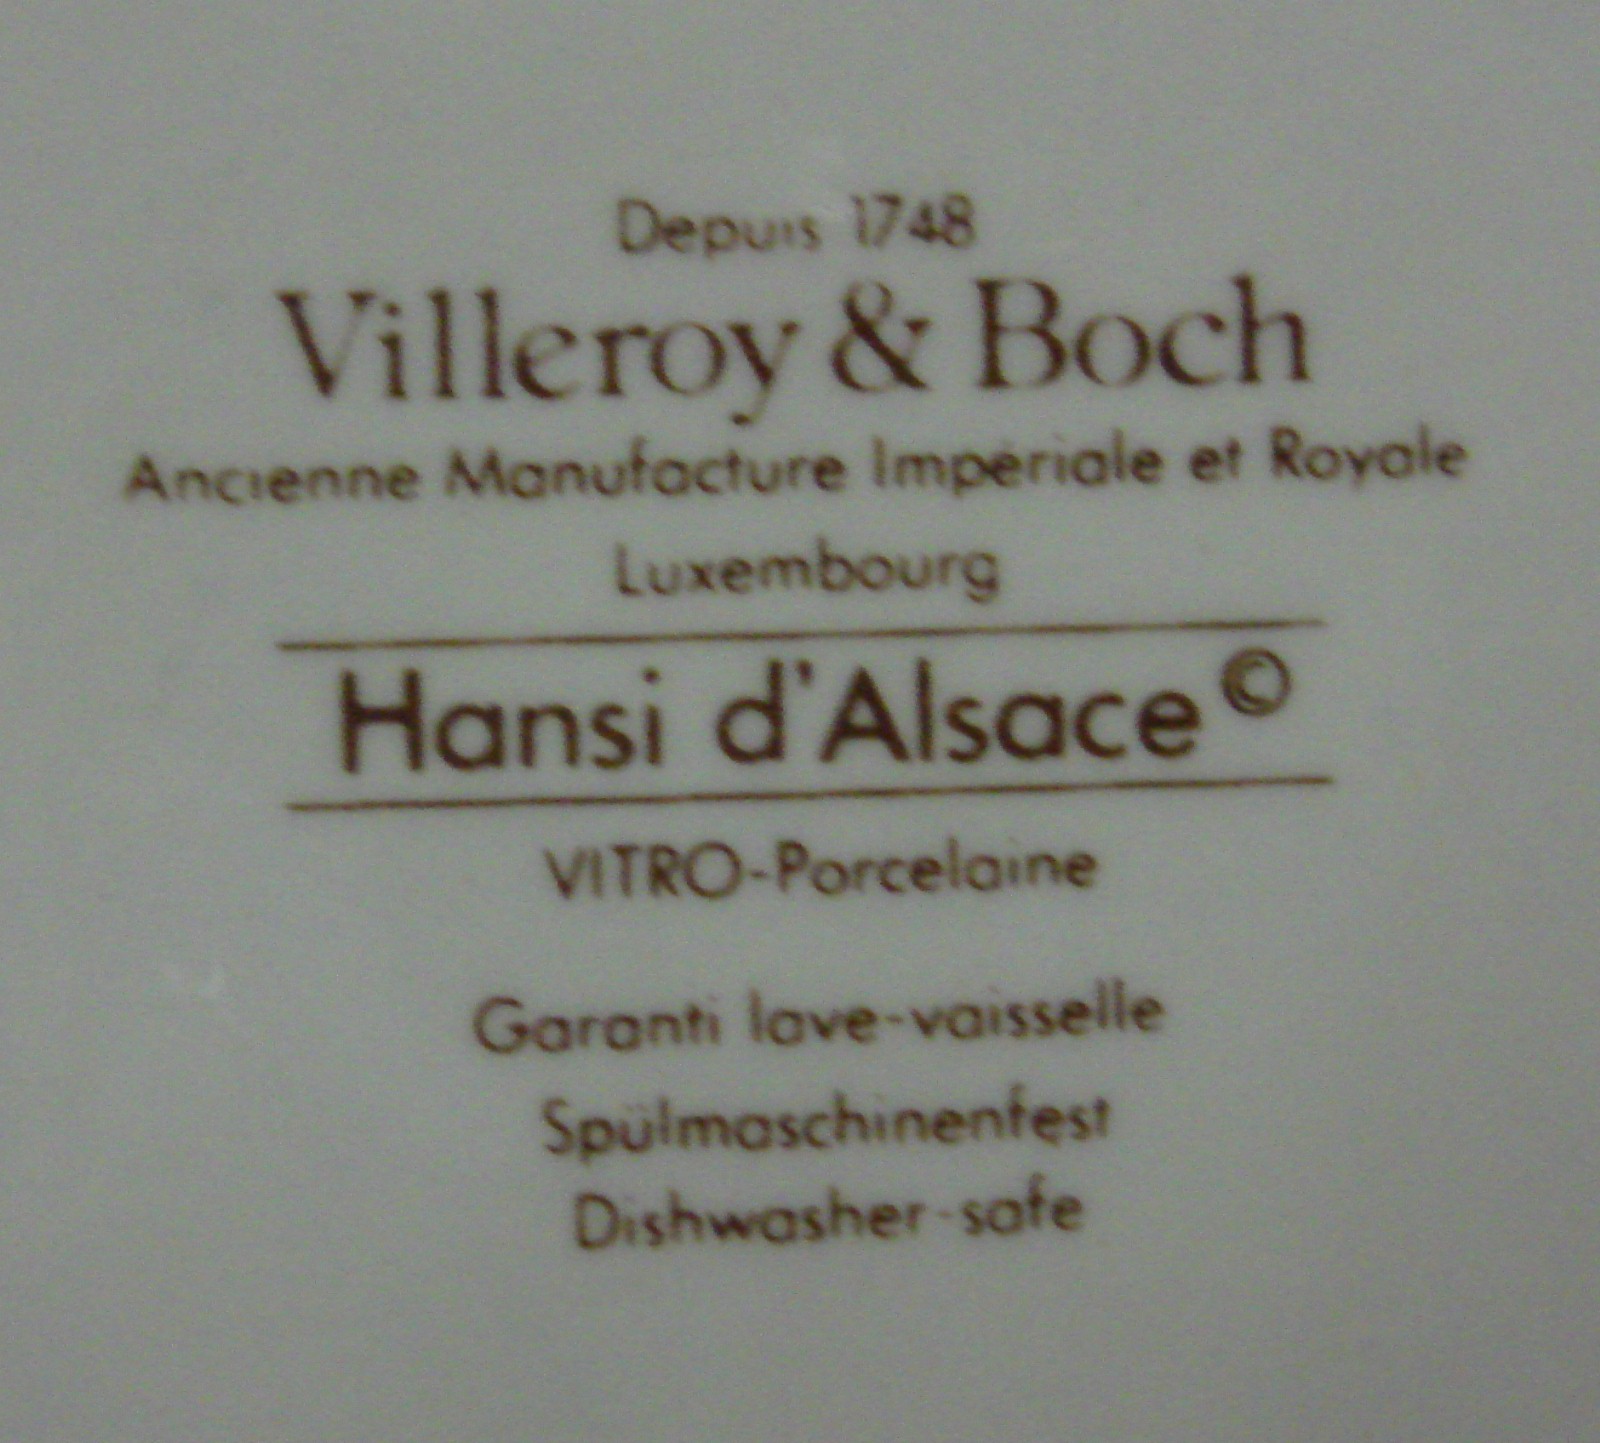 Depuis 1748
Villeroy & Boch
Ancienne Manufacture Impériale et Royale
Luxembourg
Hansi d'Alsace©
VITRO-Porcelaine
Garanti lave-vaisselle
Spülmaschinenfest
Dishwasher-safe